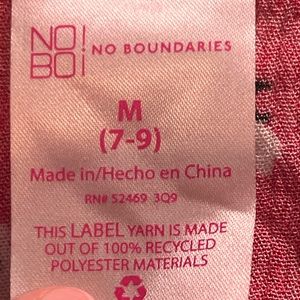 NO!
BO!
NO BOUNDARIES
M
(7-9)
Made in/Hecho en China
RN# 52469 3Q9
THIS LABEL YARN IS MADE
OUT OF 100% RECYCLED
POLYESTER MATERIALS